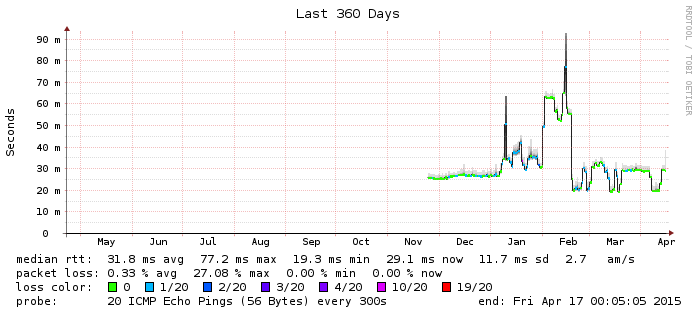 Last 360 Days
RRDTOOL / TOBI OETIKER
Seconds
90 m
80 m
70 m
60 m
50 m
40 m
30 m
20 m
10 m
0
May Jun Jul Aug Sep Oct Nov Dec Jan Feb Mar Apr
median rtt: 31.8 ms avg 77.2 ms max 19.3 ms min 29.1 ms now 11.7 ms sd 2.7 am/s
packet loss: 0.33 % avg 27.08 % max 0.00 % min 0.00 % now
loss color: 0 1/20 2/20 3/20 4/20 10/20 19/20
probe: 20 ICMP Echo Pings (56 Bytes) every 300s end: Fri Apr 17 00:05:05 2015